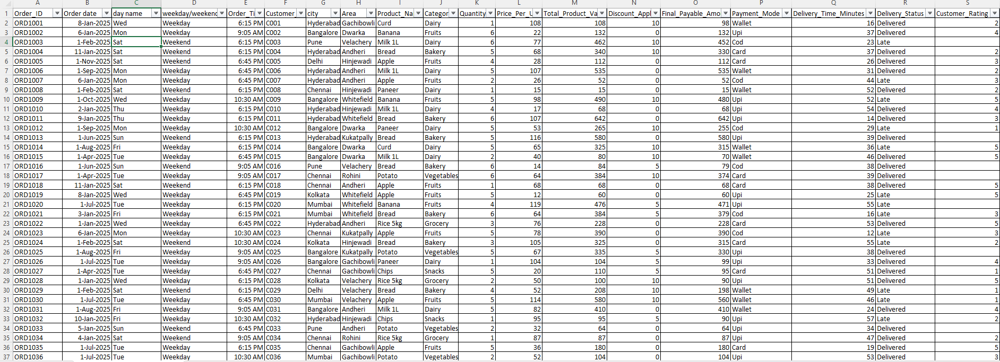 A B C D E F G H I J K L M N O P Q R S
1 Order_ID Order date day name weekday/weekend Order_Ti Customer_ city Area Product_Na Categor Quantity Price_Per_U Total_Product_Va Discount_Appl Final_Payable_Amo Payment_Mode Delivery_Time_Minutes Delivery_Status Customer_Rating
2 ORD1001 8-Jan-2025 Wed Weekday 6:15 PM C001 Hyderabad Gachibowli Curd Dairy 1 108 108 10 98 Wallet 16 Delivered 2
3 ORD1002 6-Jan-2025 Mon Weekday 9:05 AM C002 Bangalore Dwarka Banana Fruits 6 22 132 0 132 Upi 37 Delivered 4
4 ORD1003 1-Feb-2025 Sat Weekend 6:15 PM C003 Pune Velachery Milk 1L Dairy 6 77 462 10 452 Cod 23 Late
5 ORD1004 11-Jan-2025 Sat Weekend 6:15 PM C004 Hyderabad Andheri Bread Bakery 5 68 340 10 330 Card 37 Delivered 2
6 ORD1005 1-Nov-2025 Sat Weekend 6:45 PM C005 Delhi Hinjewadi Apple Fruits 4 28 112 0 112 Card 26 Delivered 3
7 ORD1006 1-Sep-2025 Mon Weekday 6:45 PM C006 Hyderabad Andheri Milk 1L Dairy 5 107 535 0 535 Wallet 31 Delivered 2
8 ORD1007 6-Jan-2025 Mon Weekday 6:45 PM C007 Hyderabad Andheri Apple Fruits 2 26 52 0 52 Cod 44 Late 3
9 ORD1008 1-Feb-2025 Sat Weekend 6:15 PM C008 Chennai Hinjewadi Paneer Dairy 1 15 15 0 15 Wallet 52 Delivered 2
10 ORD1009 1-Oct-2025 Wed Weekday 10:30 AM C009 Bangalore Whitefield Banana Fruits 5 98 490 10 480 Upi 52 Late 5
11 ORD1010 2-Jan-2025 Thu Weekday 6:15 PM C010 Hyderabad Hinjewadi Milk 1L Dairy 4 17 68 0 68 Upi 54 Delivered 4
12 ORD1011 9-Jan-2025 Thu Weekday 6:15 PM C011 Hyderabad Whitefield Bread Bakery 6 107 642 0 642 Upi 14 Delivered 3
13 ORD1012 1-Sep-2025 Mon Weekday 10:30 AM C012 Bangalore Dwarka Paneer Dairy 5 53 265 10 255 Cod 29 Late 1
14 ORD1013 1-Jun-2025 Sun Weekend 6:15 PM C013 Hyderabad Kukatpally Bread Bakery 5 116 580 0 580 Upi 39 Delivered
15 ORD1014 1-Aug-2025 Fri Weekday 6:15 PM C014 Bangalore Dwarka Curd Dairy 5 65 325 10 315 Wallet 36 Late 5
16 ORD1015 1-Apr-2025 Tue Weekday 6:45 PM C015 Bangalore Dwarka Milk 1L Dairy 2 40 80 10 70 Wallet 46 Delivered 5
17 ORD1016 1-Jun-2025 Sun Weekend 9:05 AM C016 Pune Velachery Bread Bakery 6 14 84 5 79 Cod 38 Delivered
18 ORD1017 1-Apr-2025 Tue Weekday 9:05 AM C017 Chennai Rohini Potato Vegetables 6 64 384 10 374 Card 39 Delivered
19 ORD1018 11-Jan-2025 Sat Weekend 6:15 PM C018 Chennai Andheri Apple Fruits 1 68 68 0 68 Card 38 Delivered 5
20 ORD1019 8-Jan-2025 Wed Weekday 6:45 PM C019 Kolkata Whitefield Apple Fruits 5 12 60 0 60 Upi 25 Late 5
21 ORD1020 1-Jul-2025 Tue Weekday 6:15 PM C020 Mumbai Whitefield Banana Fruits 4 119 476 5 471 Upi 55 Late
22 ORD1021 3-Jan-2025 Fri Weekday 6:15 PM C021 Mumbai Whitefield Bread Bakery 6 64 384 5 379 Cod 16 Late 3
23 ORD1022 1-Jan-2025 Wed Weekday 6:45 PM C022 Hyderabad Andheri Rice 5kg Grocery 3 76 228 0 228 Card 53 Delivered 5
24 ORD1023 6-Jan-2025 Mon Weekday 10:30 AM C023 Chennai Kukatpally Apple Fruits 5 78 390 0 390 Cod 12 Late 3
25 ORD1024 1-Feb-2025 Sat Weekend 10:30 AM C024 Kolkata Hinjewadi Bread Bakery 3 105 325 0 315 Card 55 Late 2
26 ORD1025 1-Aug-2025 Fri Weekday 9:05 AM C025 Bangalore Kukatpally Potato Vegetables 5 67 335 5 330 Upi 38 Delivered
27 ORD1026 1-Jul-2025 Tue Weekday 9:05 AM C026 Bangalore Gachibowli Paneer Dairy 1 104 104 5 99 Upi 33 Delivered 4
28 ORD1027 1-Apr-2025 Tue Weekday 6:45 PM C027 Chennai Gachibowli Chips Snacks 5 20 110 5 95 Card 51 Delivered 1
29 ORD1028 1-Jan-2025 Wed Weekday 6:15 PM C028 Kolkata Velachery Rice 5kg Grocery 2 50 100 10 90 Upi 51 Delivered 5
30 ORD1029 1-Feb-2025 Sat Weekend 6:15 PM C029 Delhi Velachery Bread Bakery 4 52 208 10 198 Wallet 49 Late 1
31 ORD1030 1-Jul-2025 Tue Weekday 6:45 PM C030 Mumbai Velachery Apple Fruits 5 114 580 10 560 Wallet 46 Late 1
32 ORD1031 1-Aug-2025 Fri Weekday 9:05 AM C031 Bangalore Andheri Milk 1L Dairy 5 82 410 0 410 Wallet 24 Delivered 4
33 ORD1032 10-Jan-2025 Fri Weekday 10:30 AM C032 Hyderabad Hinjewadi Chips Snacks 1 95 95 5 90 Upi 57 Late 2
34 ORD1033 5-Jan-2025 Sun Weekend 6:45 PM C033 Pune Andheri Potato Vegetables 2 32 64 0 64 Upi 34 Delivered
35 ORD1034 4-Jan-2025 Sat Weekend 9:05 AM C034 Chennai Rohini Rice 5kg Grocery 1 87 87 0 87 Upi 47 Delivered 2
36 ORD1035 1-Jul-2025 Tue Weekday 6:15 PM C035 Chennai Gachibowli Apple Fruits 5 36 180 0 180 Card 19 Delivered 5
37 ORD1036 1-Jul-2025 Tue Weekday 10:30 AM C036 Mumbai Gachibowli Potato Vegetables 2 52 104 0 104 Upi 53 Delivered 3